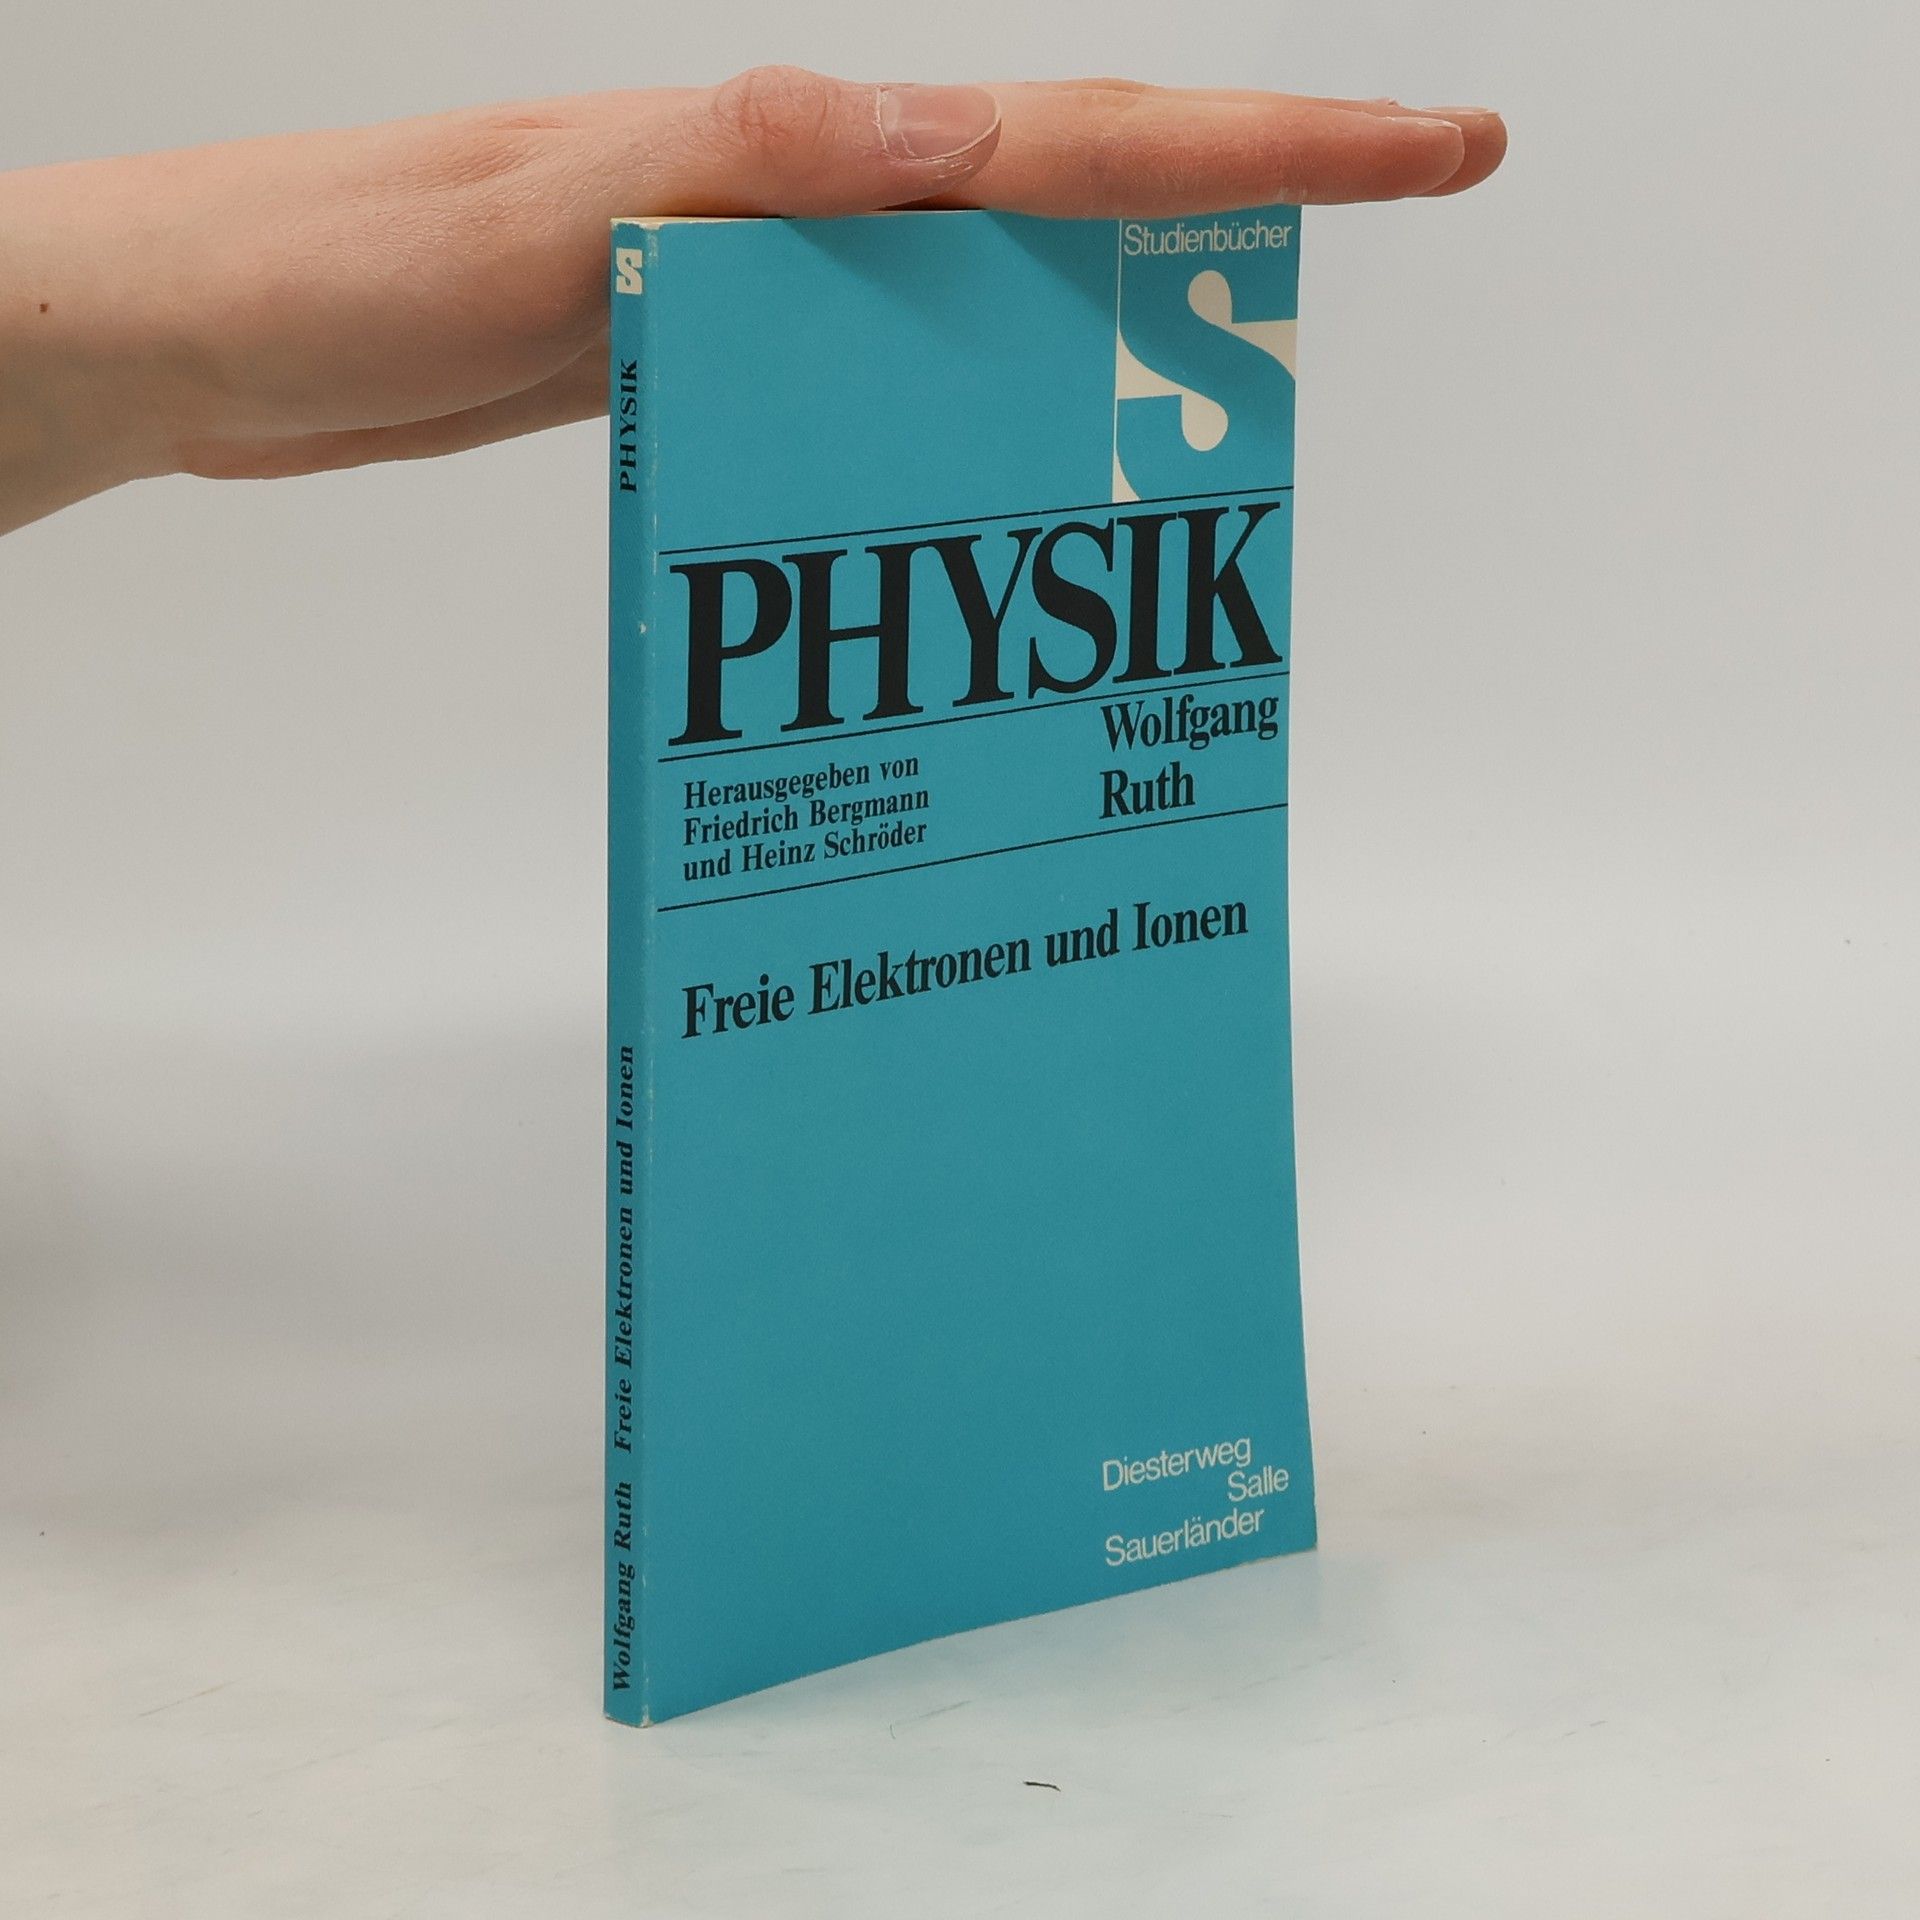 S
PHYSIK
Wolfgang Ruth Freie Elektronen und Ionen
Studienbücher
S
PHYSIK
Herausgegeben von
Friedrich Bergmann
und Heinz Schröder
Wolfgang
Ruth
Freie Elektronen und Ionen
Diesterweg
Salle
Sauerländer